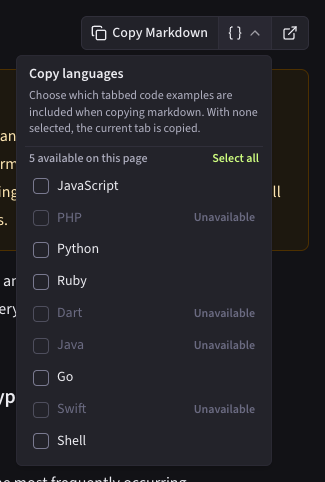 Copy Markdown { }
Copy languages
Choose which tabbed code examples are
included when copying markdown. With none
selected, the current tab is copied.
5 available on this page Select all
JavaScript
PHP Unavailable
Python
Ruby
Dart Unavailable
Java Unavailable
Go
Swift Unavailable
Shell